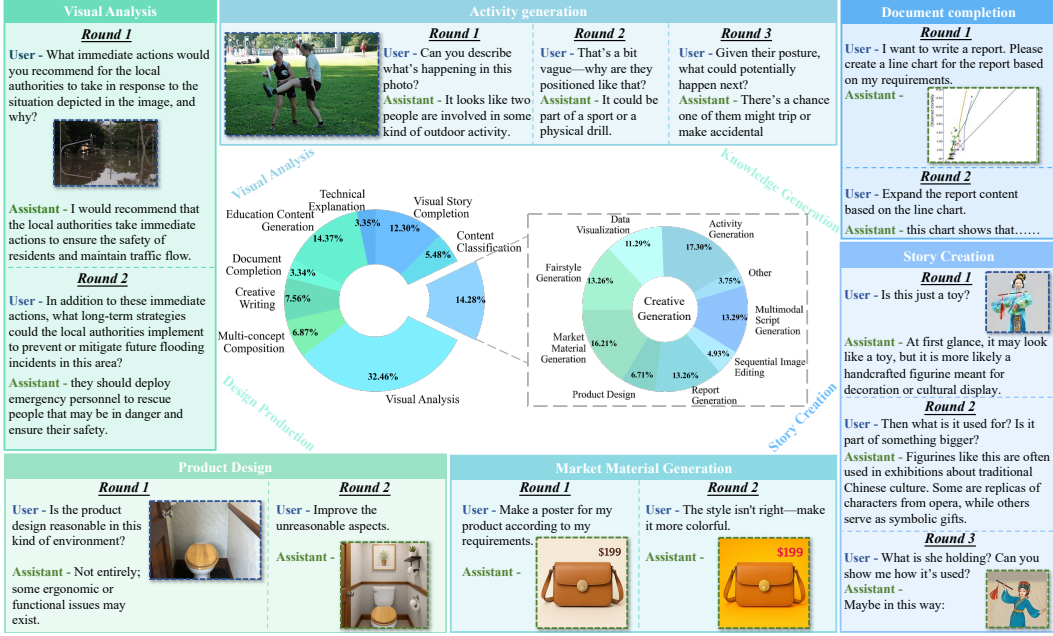 Visual Analysis
Round 1
User - What immediate actions would
you recommend for the local
authorities to take in response to the
situation depicted in the image, and
why?
Assistant - I would recommend that
the local authorities take immediate
actions to ensure the safety of
residents and maintain traffic flow.
Round 2
User - In addition to these immediate
actions, what long-term strategies
could the local authorities implement
to prevent or mitigate future flooding
incidents in this area?
Assistant - they should deploy
emergency personnel to rescue
people that may be in danger and
ensure their safety.
Activity generation
Round 1
User - Can you describe
what's happening in this
photo?
Assistant - It looks like two
people are involved in some
kind of outdoor activity.
Round 2
User - That's a bit
vague—why are they
positioned like that?
Assistant - It could be
part of a sport or a
physical drill.
Round 3
User - Given their posture,
what could potentially
happen next?
Assistant - There's a chance
one of them might trip or
make accidental
Document completion
Round 1
User - I want to write a report. Please
create a line chart for the report based
on my requirements.
Assistant -
Round 2
User - Expand the report content
based on the line chart.
Assistant - this chart shows that……
Visual Analysis
Knowledge Generation
Design Production
Story Creation
Technical
Explanation
3.35%
Visual Story
Completion
12.30%
Content
Classification
5.48%
14.28%
Education Content
Generation
14.37%
Document
Completion
3.34%
Creative
Writing
7.56%
Multi-concept
Composition
6.87%
32.46%
Visual Analysis
Creative
Generation
Data
Visualization
11.29%
Activity
Generation
17.30%
Other
3.75%
Multimodal
Script
Generation
13.29%
Sequential Image
Editing
4.93%
Report
Generation
13.26%
Product Design
6.71%
Market
Material
Generation
16.21%
Fairstyle
Generation
13.26%
Story Creation
Round 1
User - Is this just a toy?
Assistant - At first glance, it may look
like a toy, but it is more likely a
handcrafted figurine meant for
decoration or cultural display.
Round 2
User - Then what is it used for? Is it
part of something bigger?
Assistant - Figurines like this are often
used in exhibitions about traditional
Chinese culture. Some are replicas of
characters from opera, while others
serve as symbolic gifts.
Round 3
User - What is she holding? Can you
show me how it's used?
Assistant -
Maybe in this way:
Product Design
Round 1
User - Is the product
design reasonable in this
kind of environment?
Assistant - Not entirely;
some ergonomic or
functional issues may
exist.
Round 2
User - Improve the
unreasonable aspects.
Assistant -
Market Material Generation
Round 1
User - Make a poster for my
product according to my
requirements.
Assistant -
$199
Round 2
User - The style isn't right—make
it more colorful.
Assistant -
$199